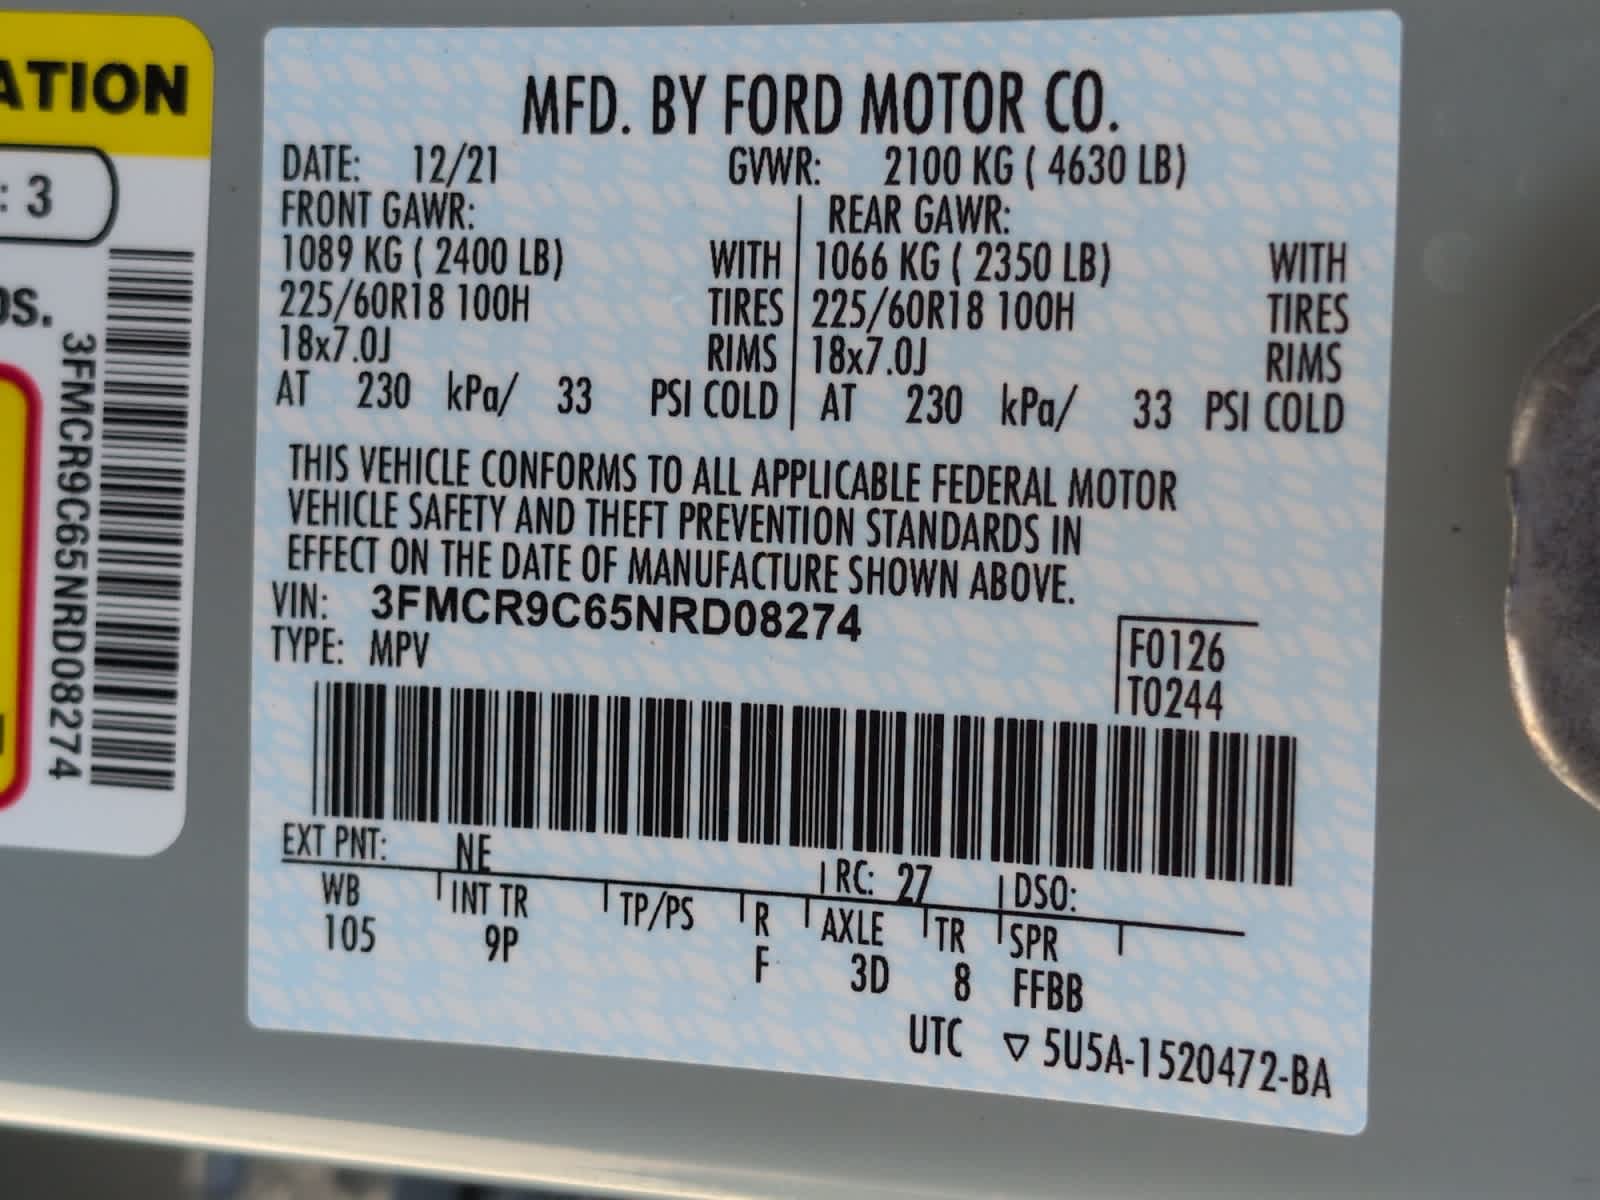 ATION
: 3
os.
3FMCR9C65NRD08274
MFD. BY FORD MOTOR CO.
DATE: 12/21 GVWR: 2100 KG ( 4630 LB)
FRONT GAWR: REAR GAWR:
1089 KG ( 2400 LB) WITH 1066 KG ( 2350 LB) WITH
225/60R18 100H TIRES 225/60R18 100H TIRES
18x7.0J RIMS 18x7.0J RIMS
AT 230 kPa/ 33 PSI COLD AT 230 kPa/ 33 PSI COLD
THIS VEHICLE CONFORMS TO ALL APPLICABLE FEDERAL MOTOR
VEHICLE SAFETY AND THEFT PREVENTION STANDARDS IN
EFFECT ON THE DATE OF MANUFACTURE SHOWN ABOVE.
VIN: 3FMCR9C65NRD08274
TYPE: MPV
F0126
T0244
EXT PNT: NE RC: 27 DSO:
WB INT TR TP/PS R AXLE TR SPR
105 9P F 3D 8 FFBB
UTC ▽ 5U5A-1520472-BA